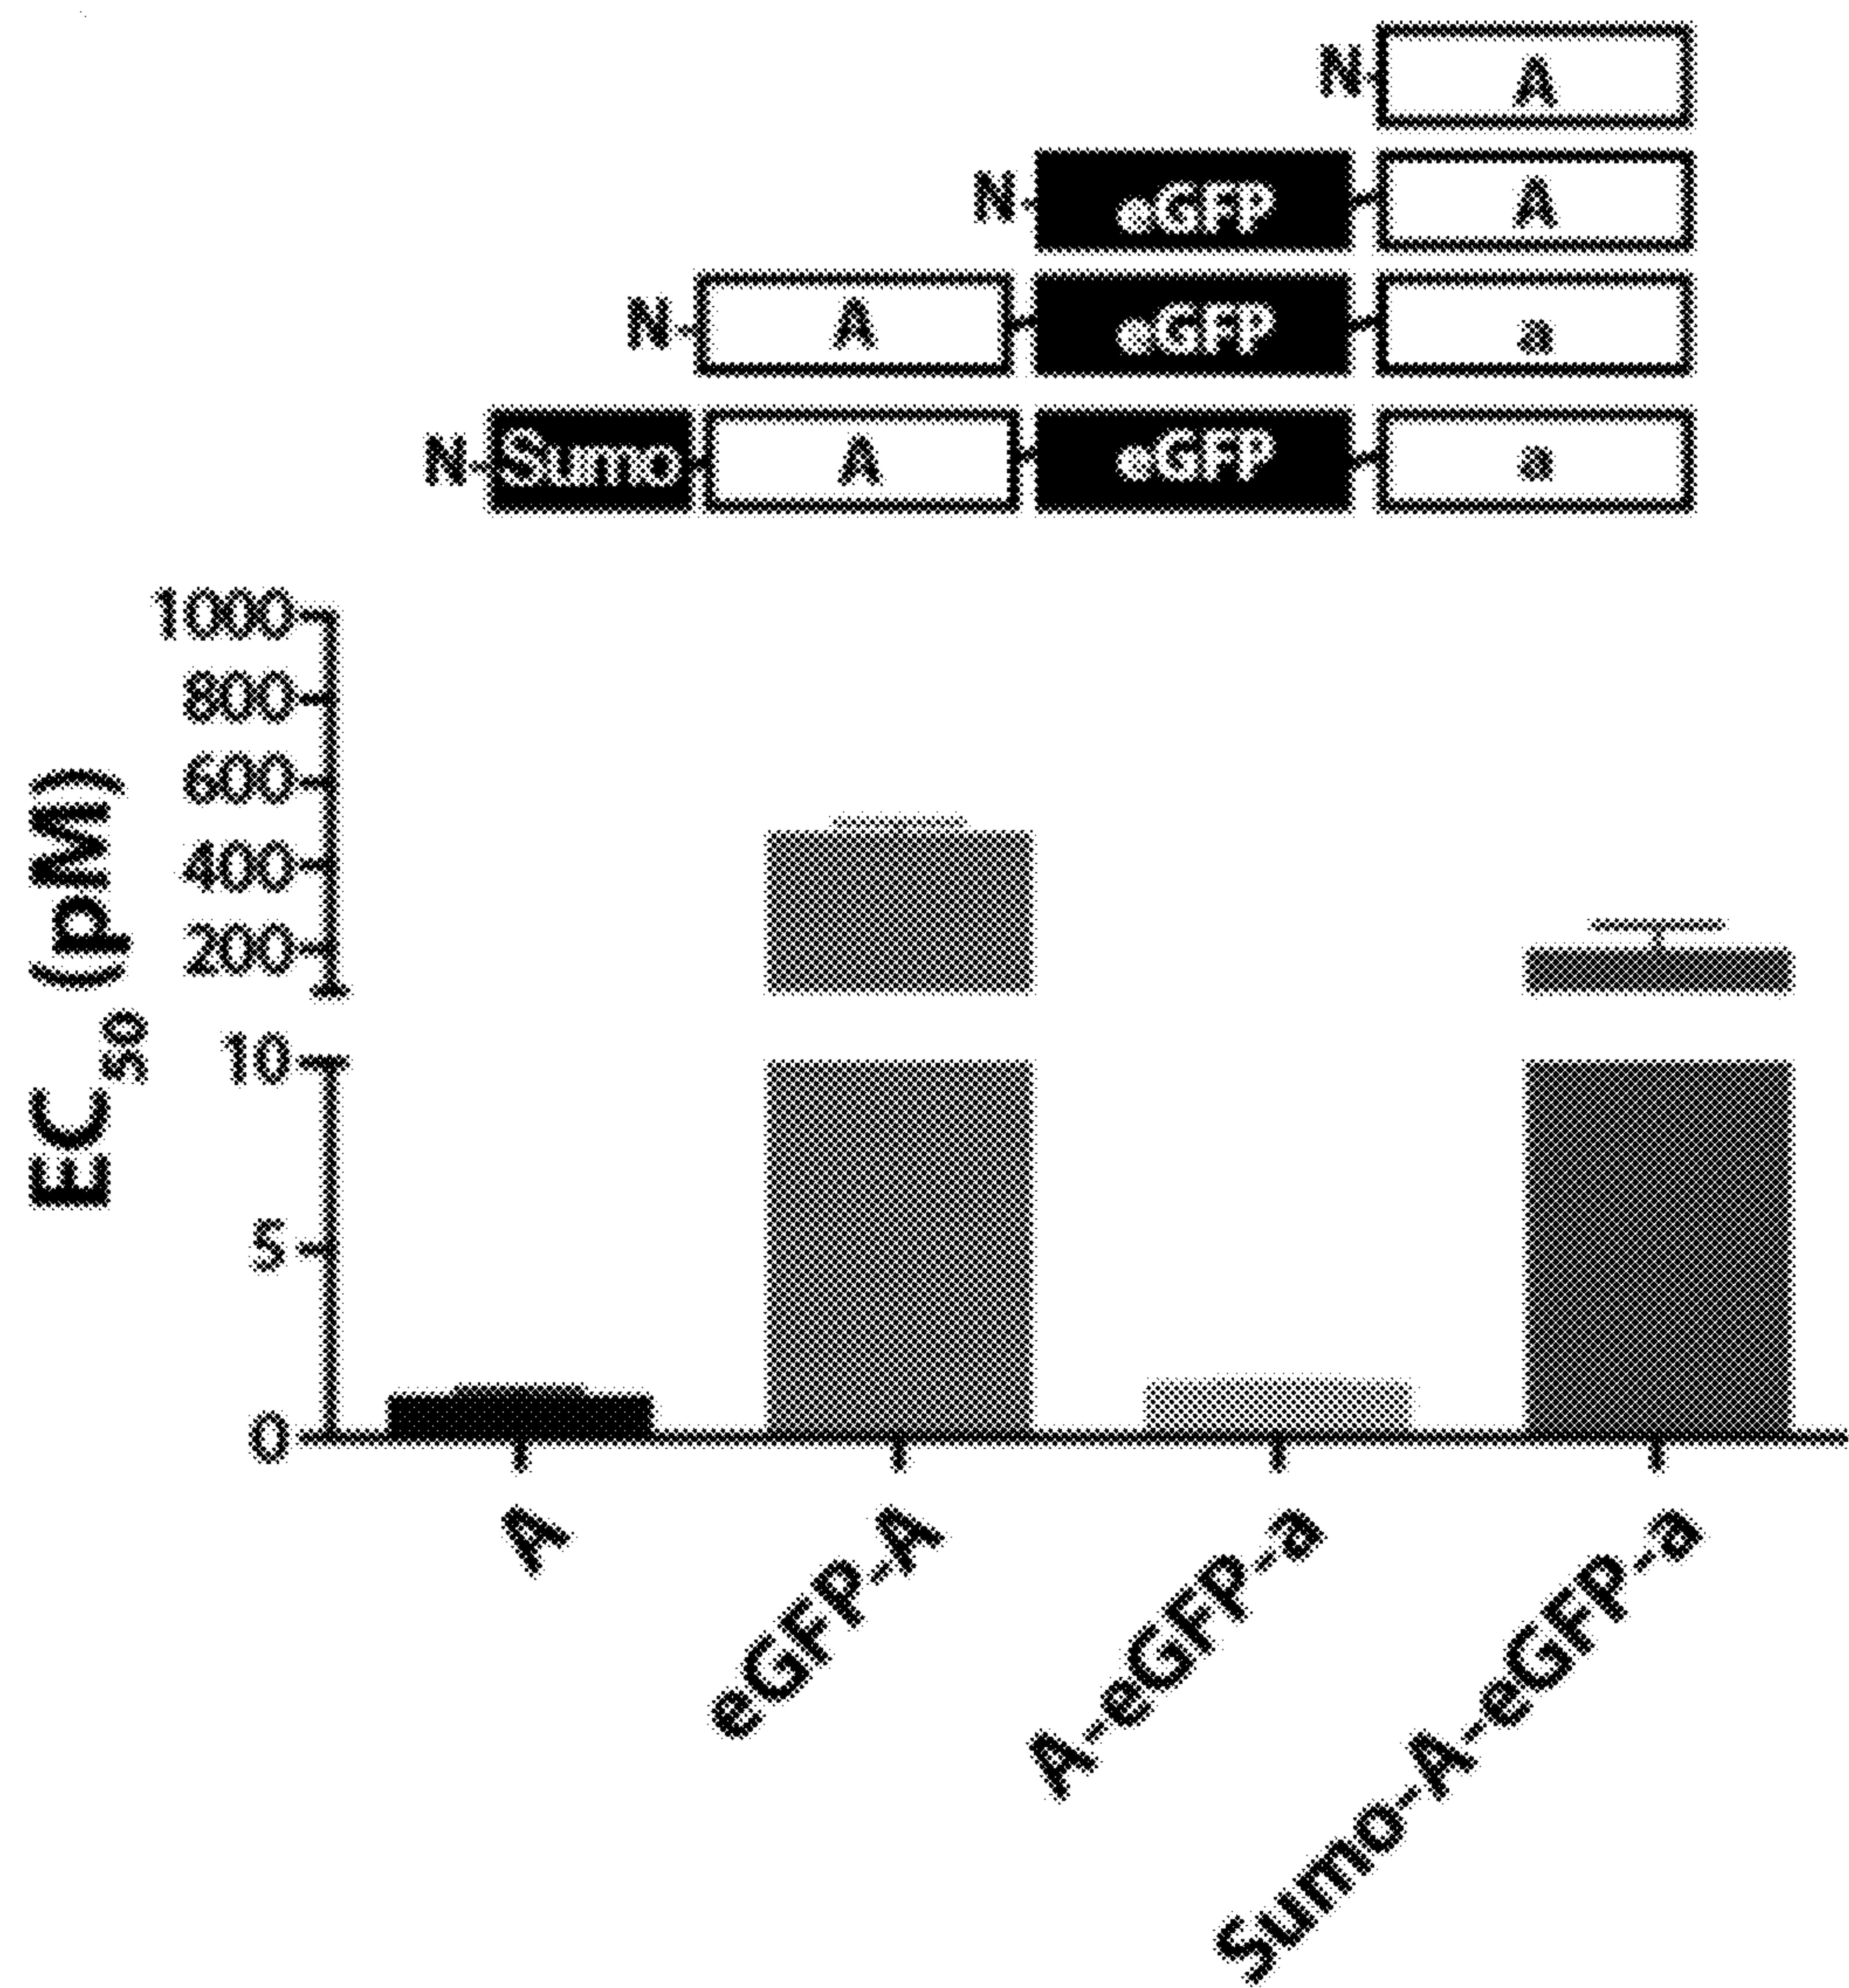 N A
N eGFP A
N A eGFP a
N Sumo A eGFP a
1000
800
600
400
200
10
5
0
EC50 (pM)
A
eGFP-A
A-eGFP-a
Sumo-A-eGFP-a